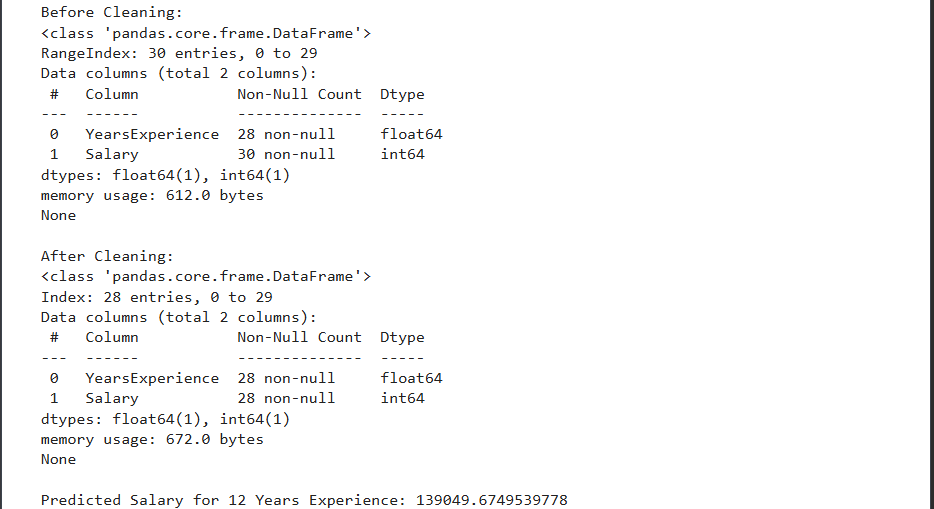 Before Cleaning:
<class 'pandas.core.frame.DataFrame'>
RangeIndex: 30 entries, 0 to 29
Data columns (total 2 columns):
 #   Column           Non-Null Count  Dtype
---  ------           --------------  -----
 0   YearsExperience  28 non-null     float64
 1   Salary           30 non-null     int64
dtypes: float64(1), int64(1)
memory usage: 612.0 bytes
None

After Cleaning:
<class 'pandas.core.frame.DataFrame'>
Index: 28 entries, 0 to 29
Data columns (total 2 columns):
 #   Column           Non-Null Count  Dtype
---  ------           --------------  -----
 0   YearsExperience  28 non-null     float64
 1   Salary           28 non-null     int64
dtypes: float64(1), int64(1)
memory usage: 672.0 bytes
None

Predicted Salary for 12 Years Experience: 139049.6749539778